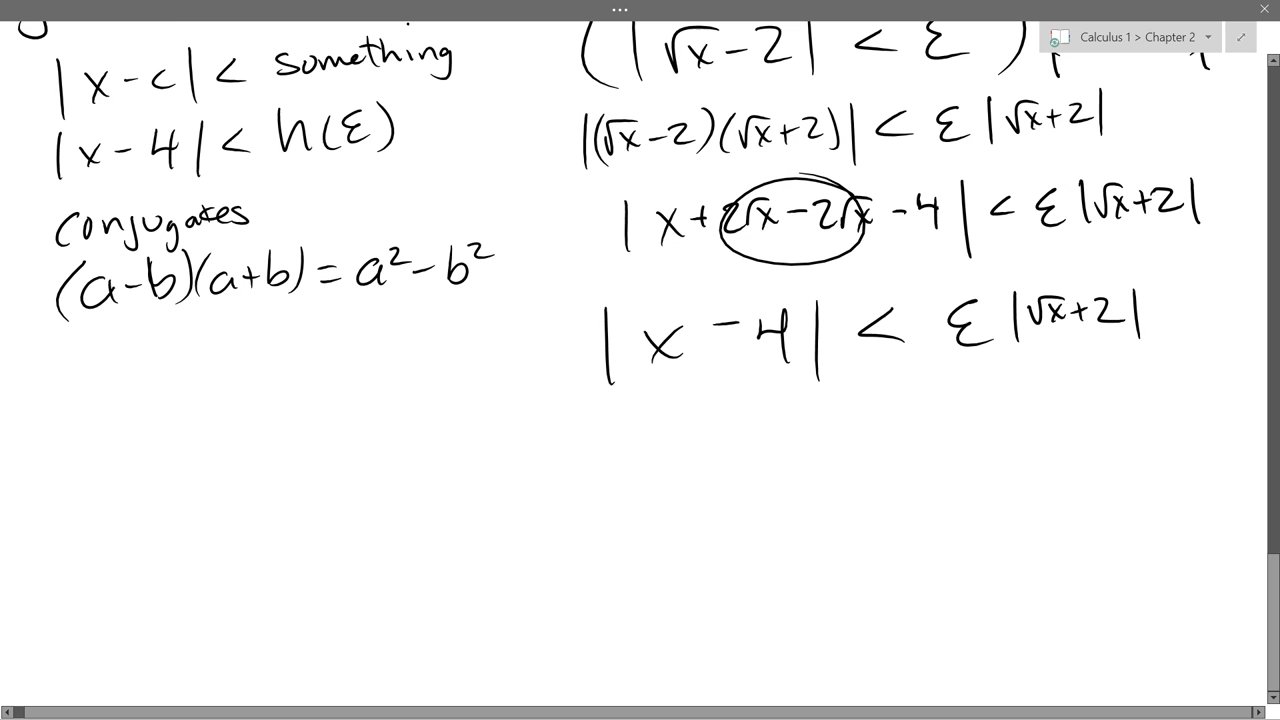 Calculus 1 > Chapter 2
|x - c| < something
|x - 4| < h(ε)
conjugates
(a-b)(a+b) = a² - b²
(|√x - 2| < ε)
|(√x - 2)(√x + 2)| < ε|√x + 2|
|x + 2√x - 2√x - 4| < ε|√x + 2|
|x - 4| < ε|√x + 2|